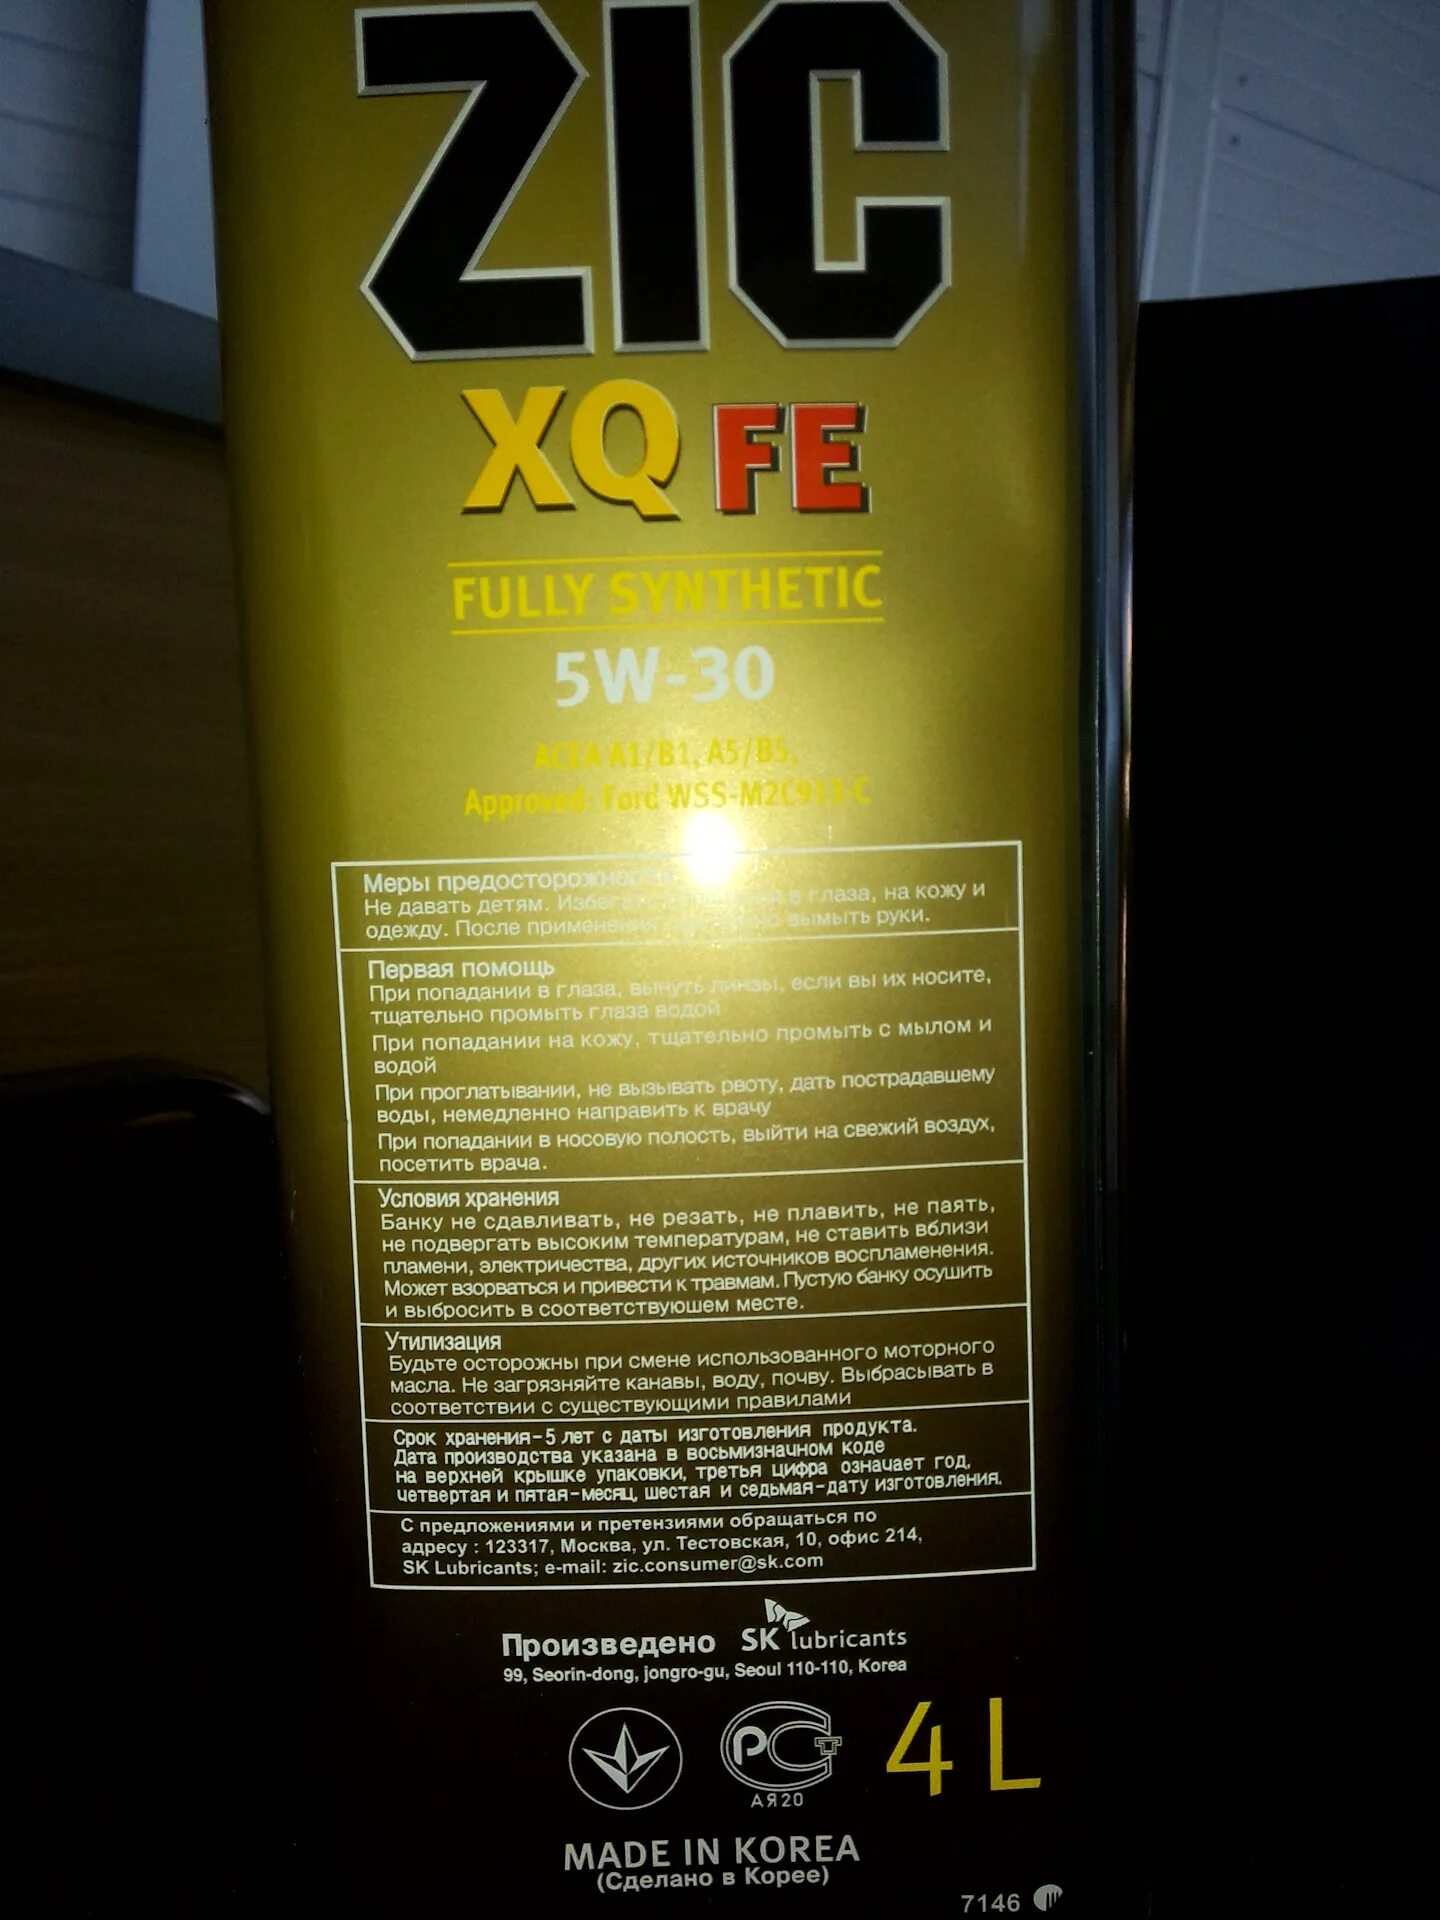 ZIC
XQ FE
FULLY SYNTHETIC
5W-30
ACEA A1/B1, A5/B5,
Approved: Ford WSS-M2C913-C
Меры предосторожности
Не давать детям. в глаза, на кожу и
одежду. После применения вымыть руки.
Первая помощь
При попадании в глаза, вынуть линзы, если вы их носите,
тщательно промыть глаза водой
При попадании на кожу, тщательно промыть с мылом и
водой
При проглатывании, не вызывать рвоту, дать пострадавшему
воды, немедленно направить к врачу
При попадании в носовую полость, выйти на свежий воздух,
посетить врача.
Условия хранения
Банку не сдавливать, не резать, не плавить, не паять,
не подвергать высоким температурам, не ставить вблизи
пламени, электричества, других источников воспламенения.
Может взорваться и привести к травмам. Пустую банку осушить
и выбросить в соответствуюшем месте.
Утилизация
Будьте осторожны при смене использованного моторного
масла. Не загрязняйте канавы, воду, почву. Выбрасывать в
соответствии с существующими правилами
Срок хранения-5 лет с даты изготовления продукта.
Дата производства указана в восьмизначном коде
на верхней крышке упаковки, третья цифра означает год,
четвертая и пятая-месяц, шестая и седьмая-дату изготовления.
С предложениями и претензиями обращаться по
адресу : 123317, Москва, ул. Тестовская, 10, офис 214,
SK Lubricants; e-mail: zic.consumer@sk.com
Произведено SK lubricants
99, Seorin-dong, jongro-gu, Seoul 110-110, Korea
РСТ
АЯ20
4 L
MADE IN KOREA
(Сделано в Корее)
7146